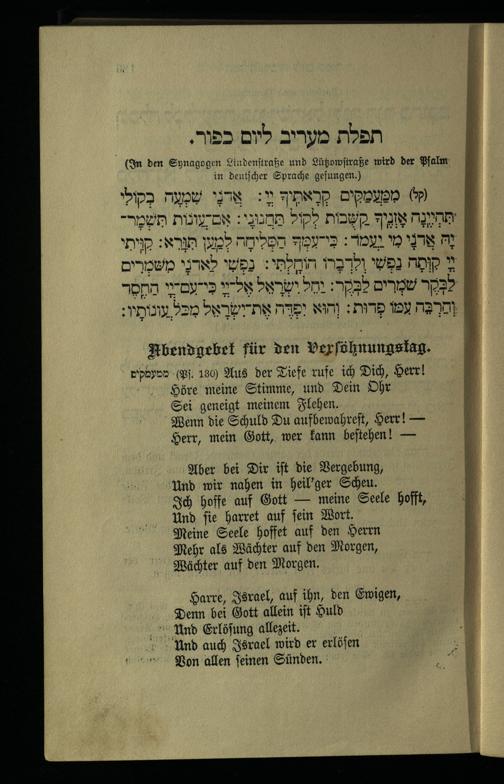 תפלת מעריב ליום כפור.
(In den Synagogen Lindenstraße und Lützowstraße wird der Psalm
in deutscher Sprache gesungen.)
(קל) מִמַּעֲמַקִּים קְרָאתִיךָ יְיָ׃ אֲדֹנָי שִׁמְעָה בְקוֹלִי
תִּהְיֶינָה אָזְנֶיךָ קַשֻּׁבוֹת לְקוֹל תַּחֲנוּנָי׃ אִם־עֲוֹנוֹת תִּשְׁמָר־
יָהּ אֲדֹנָי מִי יַעֲמֹד׃ כִּי־עִמְּךָ הַסְּלִיחָה לְמַעַן תִּוָּרֵא׃ קִוִּיתִי
יְיָ קִוְּתָה נַפְשִׁי וְלִדְבָרוֹ הוֹחָלְתִּי׃ נַפְשִׁי לַאדֹנָי מִשֹּׁמְרִים
לַבֹּקֶר שֹׁמְרִים לַבֹּקֶר׃ יַחֵל יִשְׂרָאֵל אֶל־יְיָ כִּי־עִם־יְיָ הַחֶסֶד
וְהַרְבֵּה עִמּוֹ פְדוּת׃ וְהוּא יִפְדֶּה אֶת־יִשְׂרָאֵל מִכֹּל עֲוֹנוֹתָיו׃
Abendgebet für den Versöhnungstag.
ממעמקים (Ps. 130) Aus der Tiefe rufe ich Dich, Herr!
Höre meine Stimme, und Dein Ohr
Sei geneigt meinem Flehen.
Wenn die Schuld Du aufbewahrest, Herr! —
Herr, mein Gott, wer kann bestehen! —
Aber bei Dir ist die Vergebung,
Und wir nahen in heil'ger Scheu.
Ich hoffe auf Gott — meine Seele hofft,
Und sie harret auf sein Wort.
Meine Seele hoffet auf den Herrn
Mehr als Wächter auf den Morgen,
Wächter auf den Morgen.
Harre, Israel, auf ihn, den Ewigen,
Denn bei Gott allein ist Huld
Und Erlösung allezeit.
Und auch Israel wird er erlösen
Von allen seinen Sünden.